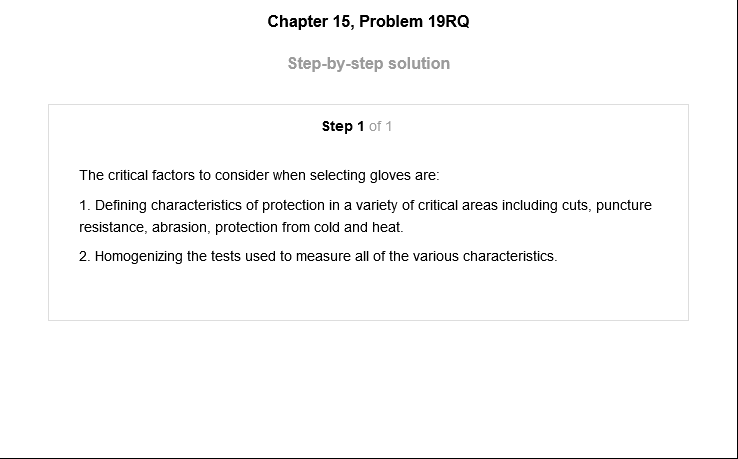 Chapter 15, Problem 19RQ
Step-by-step solution
Step 1 of 1
The critical factors to consider when selecting gloves are:
1. Defining characteristics of protection in a variety of critical areas including cuts, puncture
resistance, abrasion, protection from cold and heat.
2. Homogenizing the tests used to measure all of the various characteristics.